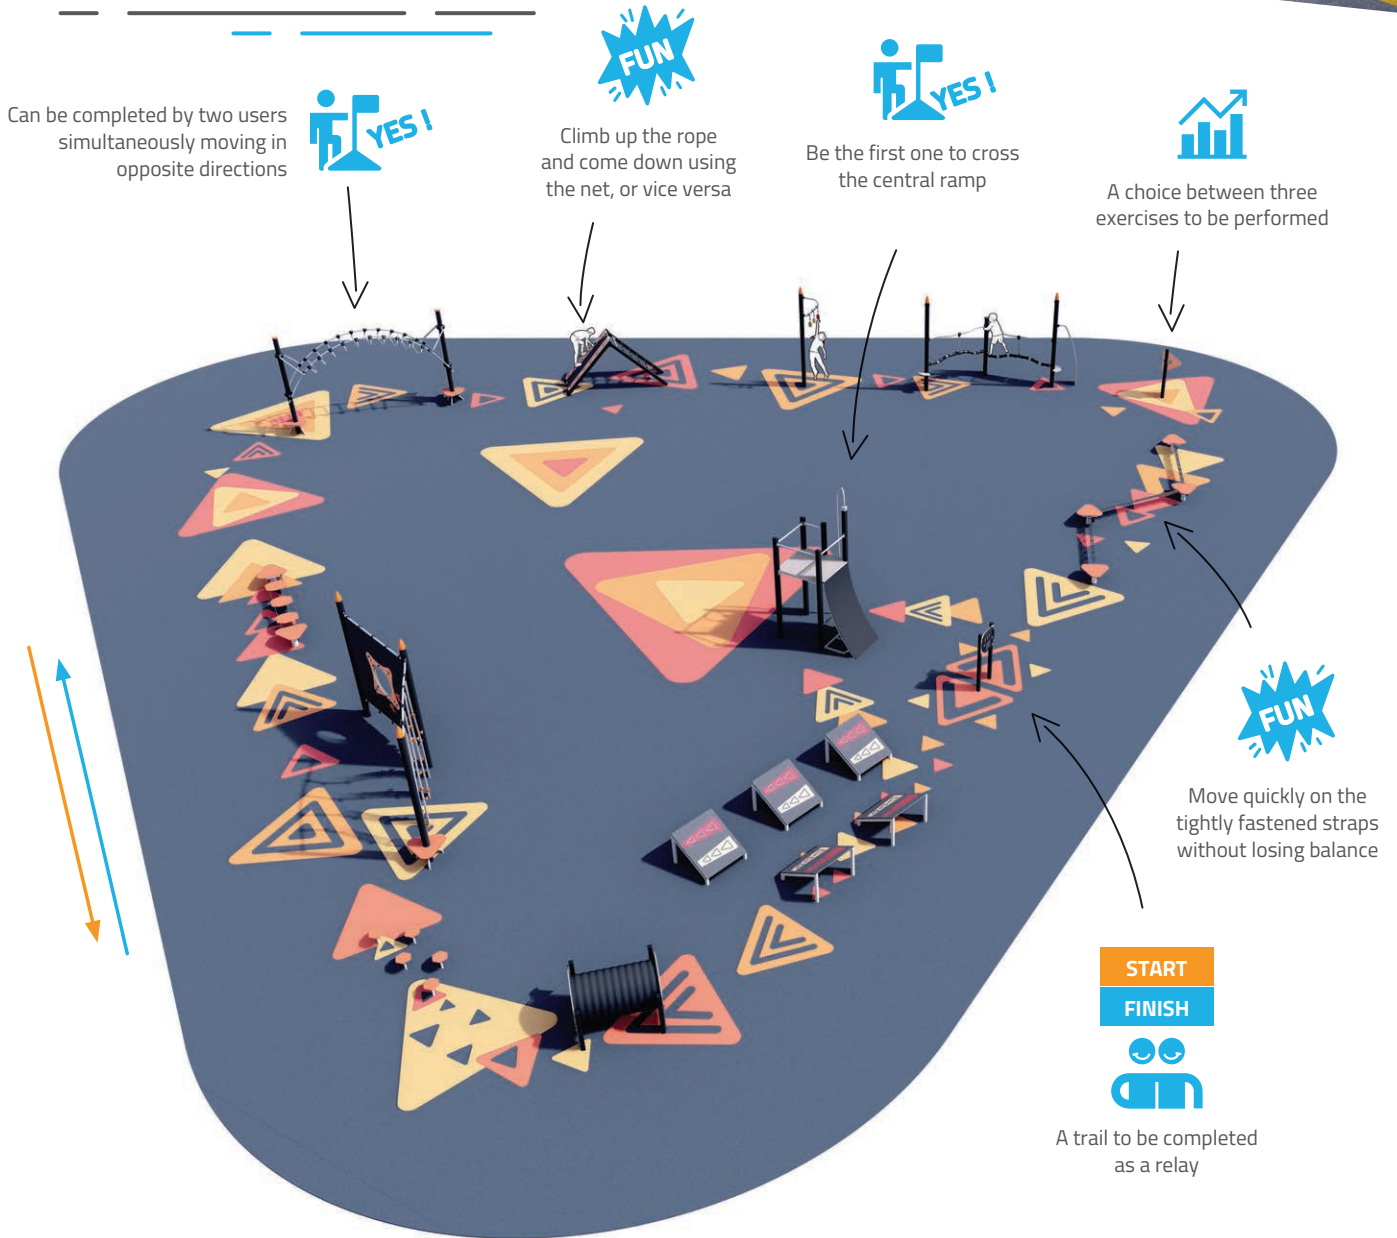 Can be completed by two users
simultaneously moving in
opposite directions
YES !
FUN
Climb up the rope
and come down using
the net, or vice versa
YES !
Be the first one to cross
the central ramp
A choice between three
exercises to be performed
FUN
Move quickly on the
tightly fastened straps
without losing balance
START
FINISH
A trail to be completed
as a relay